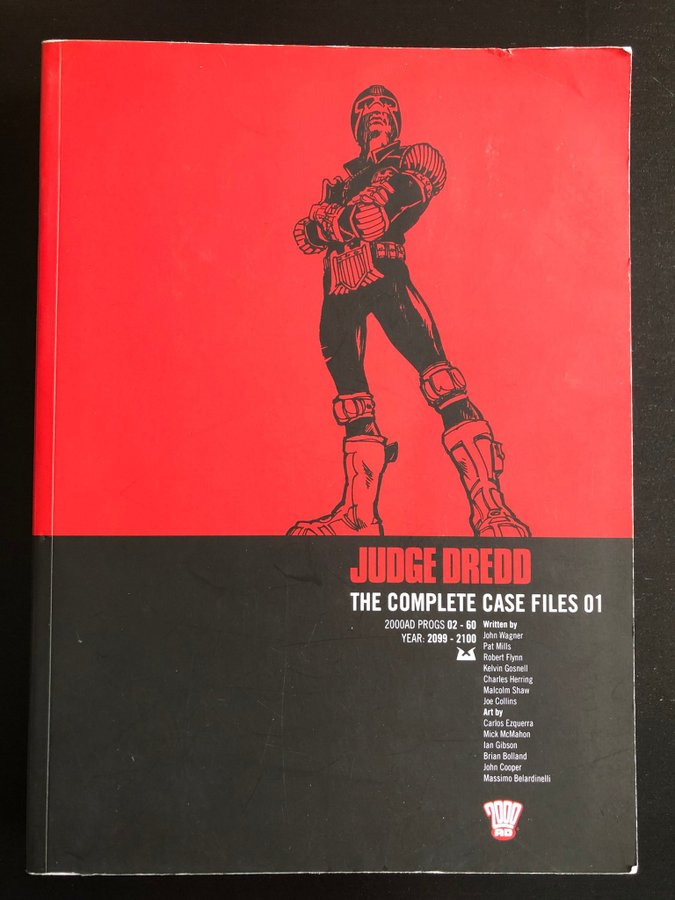 JUDGE DREDD
THE COMPLETE CASE FILES 01
2000AD PROGS 02 - 60
YEAR: 2099 - 2100
Written by
John Wagner
Pat Mills
Robert Flynn
Kelvin Gosnell
Charles Herring
Malcolm Shaw
Joe Collins
Art by
Carlos Ezquerra
Mick McMahon
Ian Gibson
Brian Bolland
John Cooper
Massimo Belardinelli
2000
AD